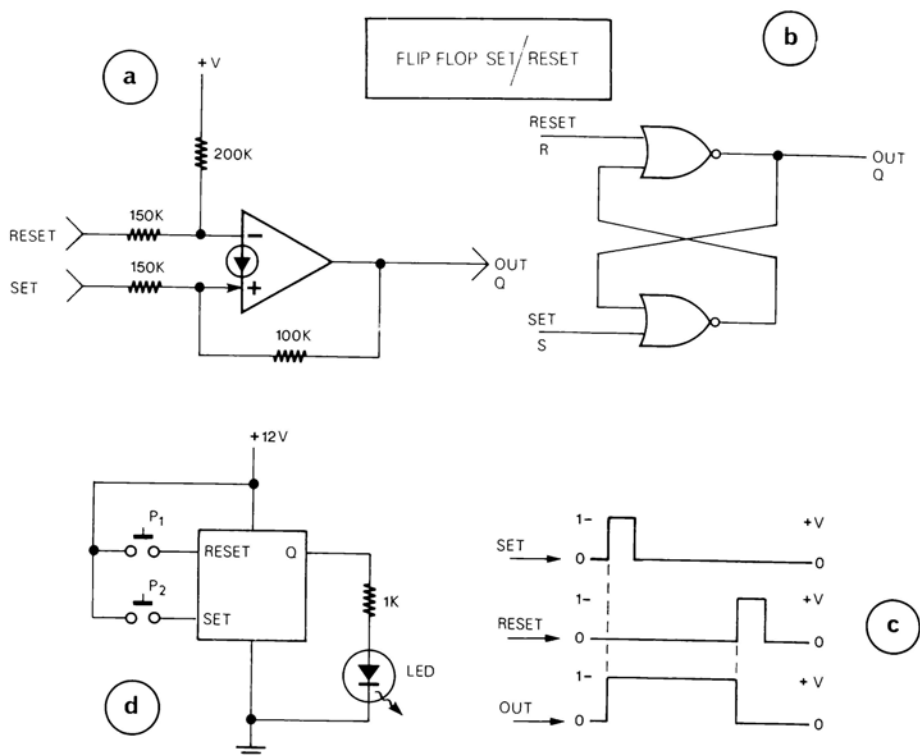 FLIP FLOP SET/RESET
a
+V
200K
150K
RESET
150K
SET
−
+
100K
OUT
Q
b
RESET
R
OUT
Q
SET
S
+12V
P1
RESET
Q
P2
SET
1K
LED
d
SET
1-
0
+V
0
RESET
1-
0
+V
0
OUT
1-
0
+V
0
c